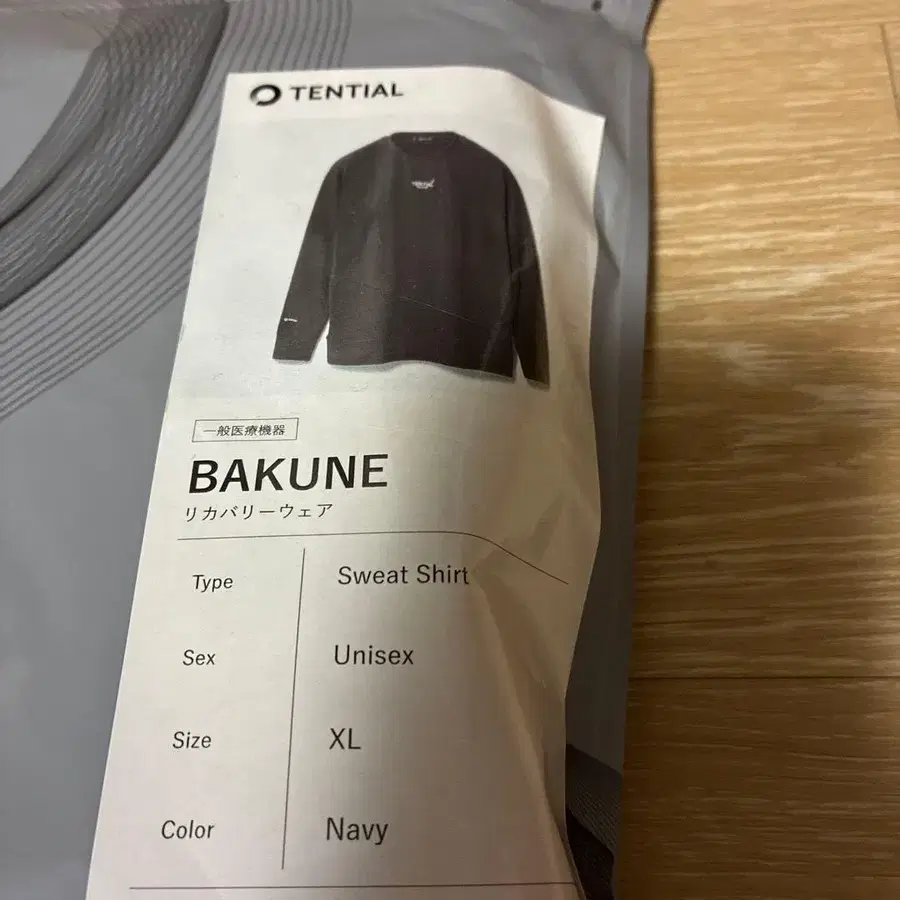 TENTIAL
一般医療機器
BAKUNE
リカバリーウェア
Type Sweat Shirt
Sex Unisex
Size XL
Color Navy